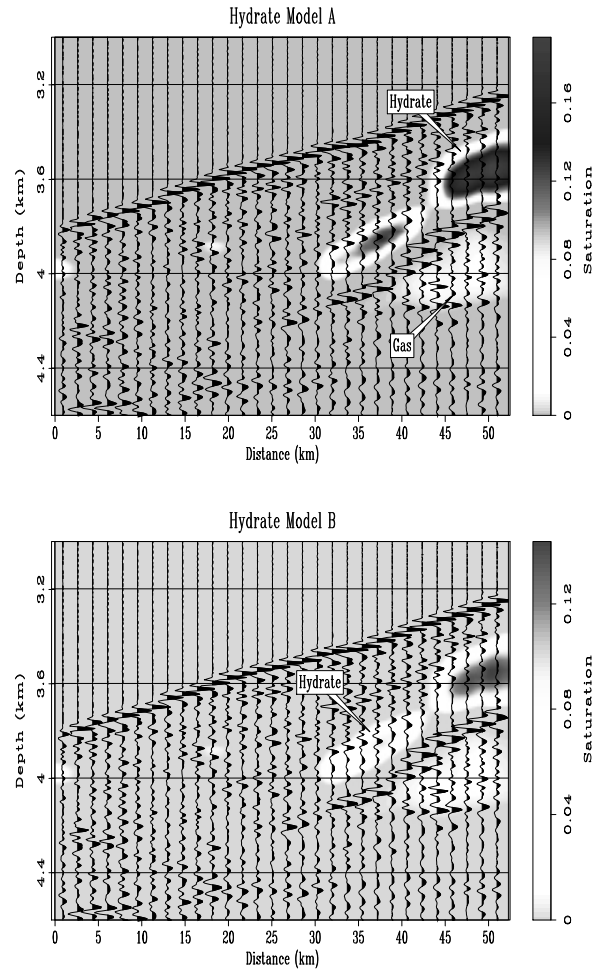 Hydrate Model A
3.2
3.6
4
4.4
Depth (km)
Hydrate
Gas
0 5 10 15 20 25 30 35 40 45 50
Distance (km)
0.16
0.12
0.08
0.04
0
Saturation
Hydrate Model B
3.2
3.6
4
4.4
Depth (km)
Hydrate
0 5 10 15 20 25 30 35 40 45 50
Distance (km)
0.12
0.08
0.04
0
Saturation